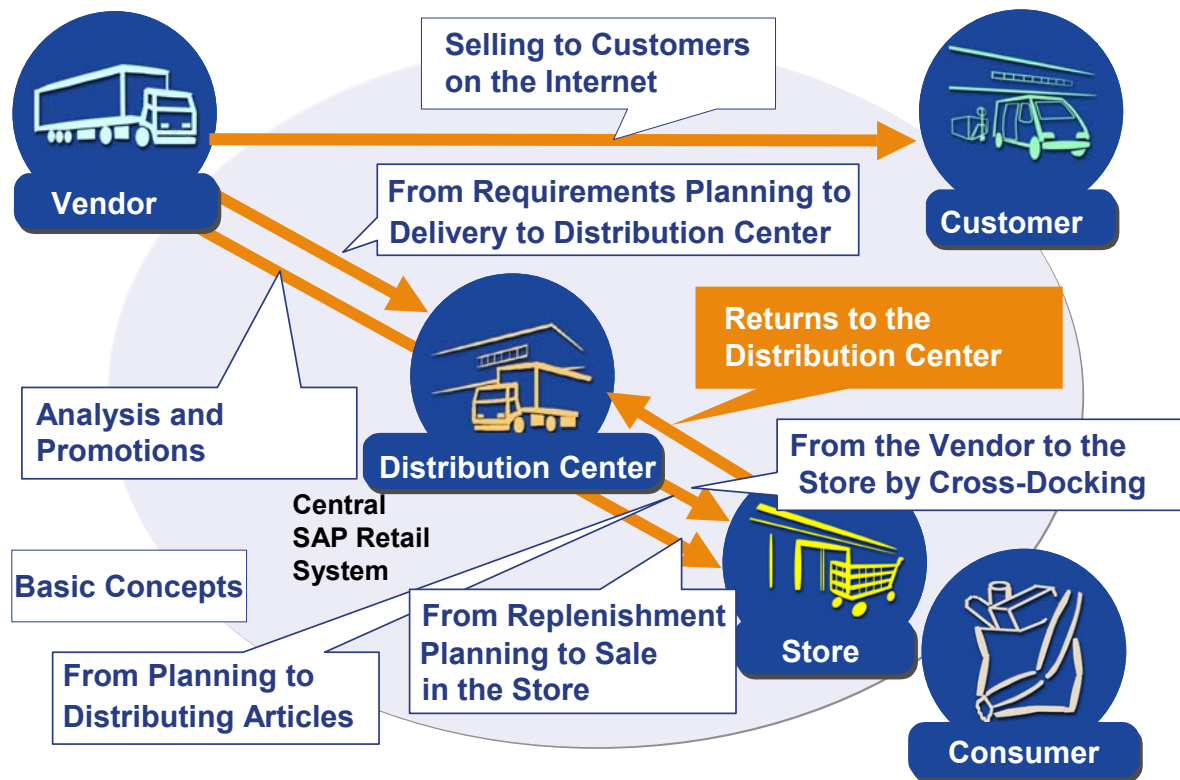 Selling to Customers
on the Internet
Vendor
From Requirements Planning to
Delivery to Distribution Center
Customer
Returns to the
Distribution Center
Analysis and
Promotions
From the Vendor to the
Store by Cross-Docking
Distribution Center
Central
SAP Retail
System
Basic Concepts
From Replenishment
Planning to Sale
in the Store
Store
From Planning to
Distributing Articles
Consumer